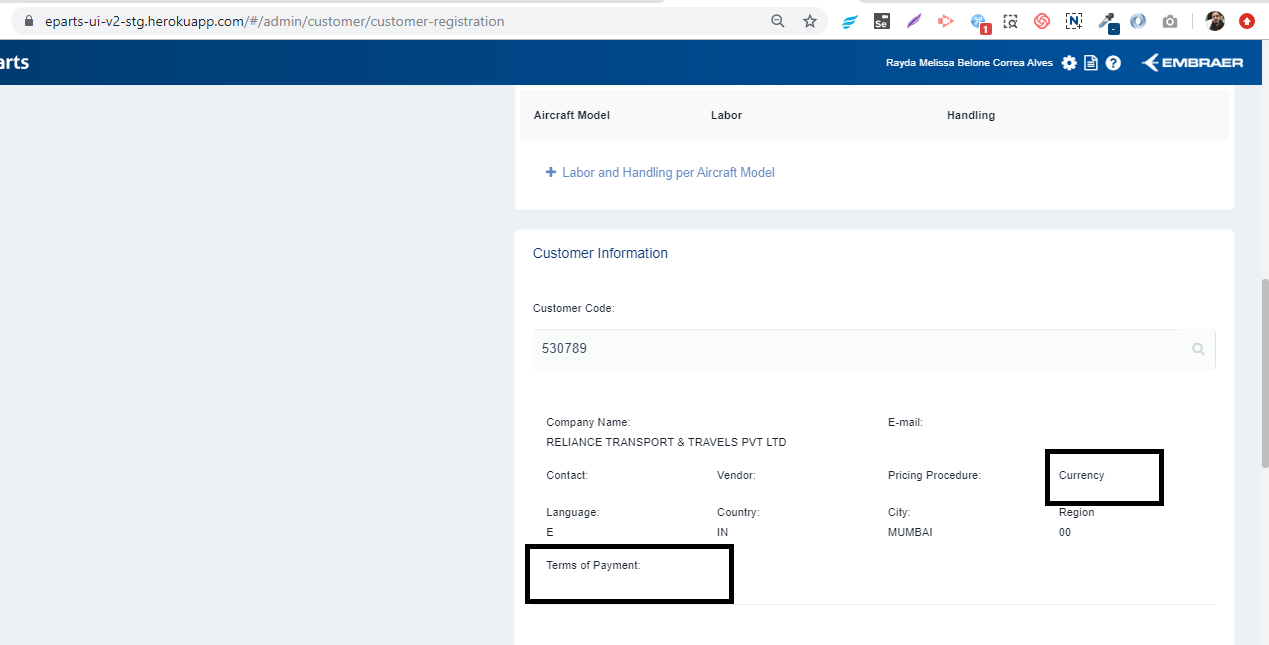 eparts-ui-v2-stg.herokuapp.com/#/admin/customer/customer-registration
Se
1
N
-
arts
Rayda Melissa Belone Correa Alves
?
EMBRAER
Aircraft Model Labor Handling
+ Labor and Handling per Aircraft Model
Customer Information
Customer Code:
530789
Company Name: E-mail:
RELIANCE TRANSPORT & TRAVELS PVT LTD
Contact: Vendor: Pricing Procedure: Currency
Language: Country: City: Region
E IN MUMBAI 00
Terms of Payment: